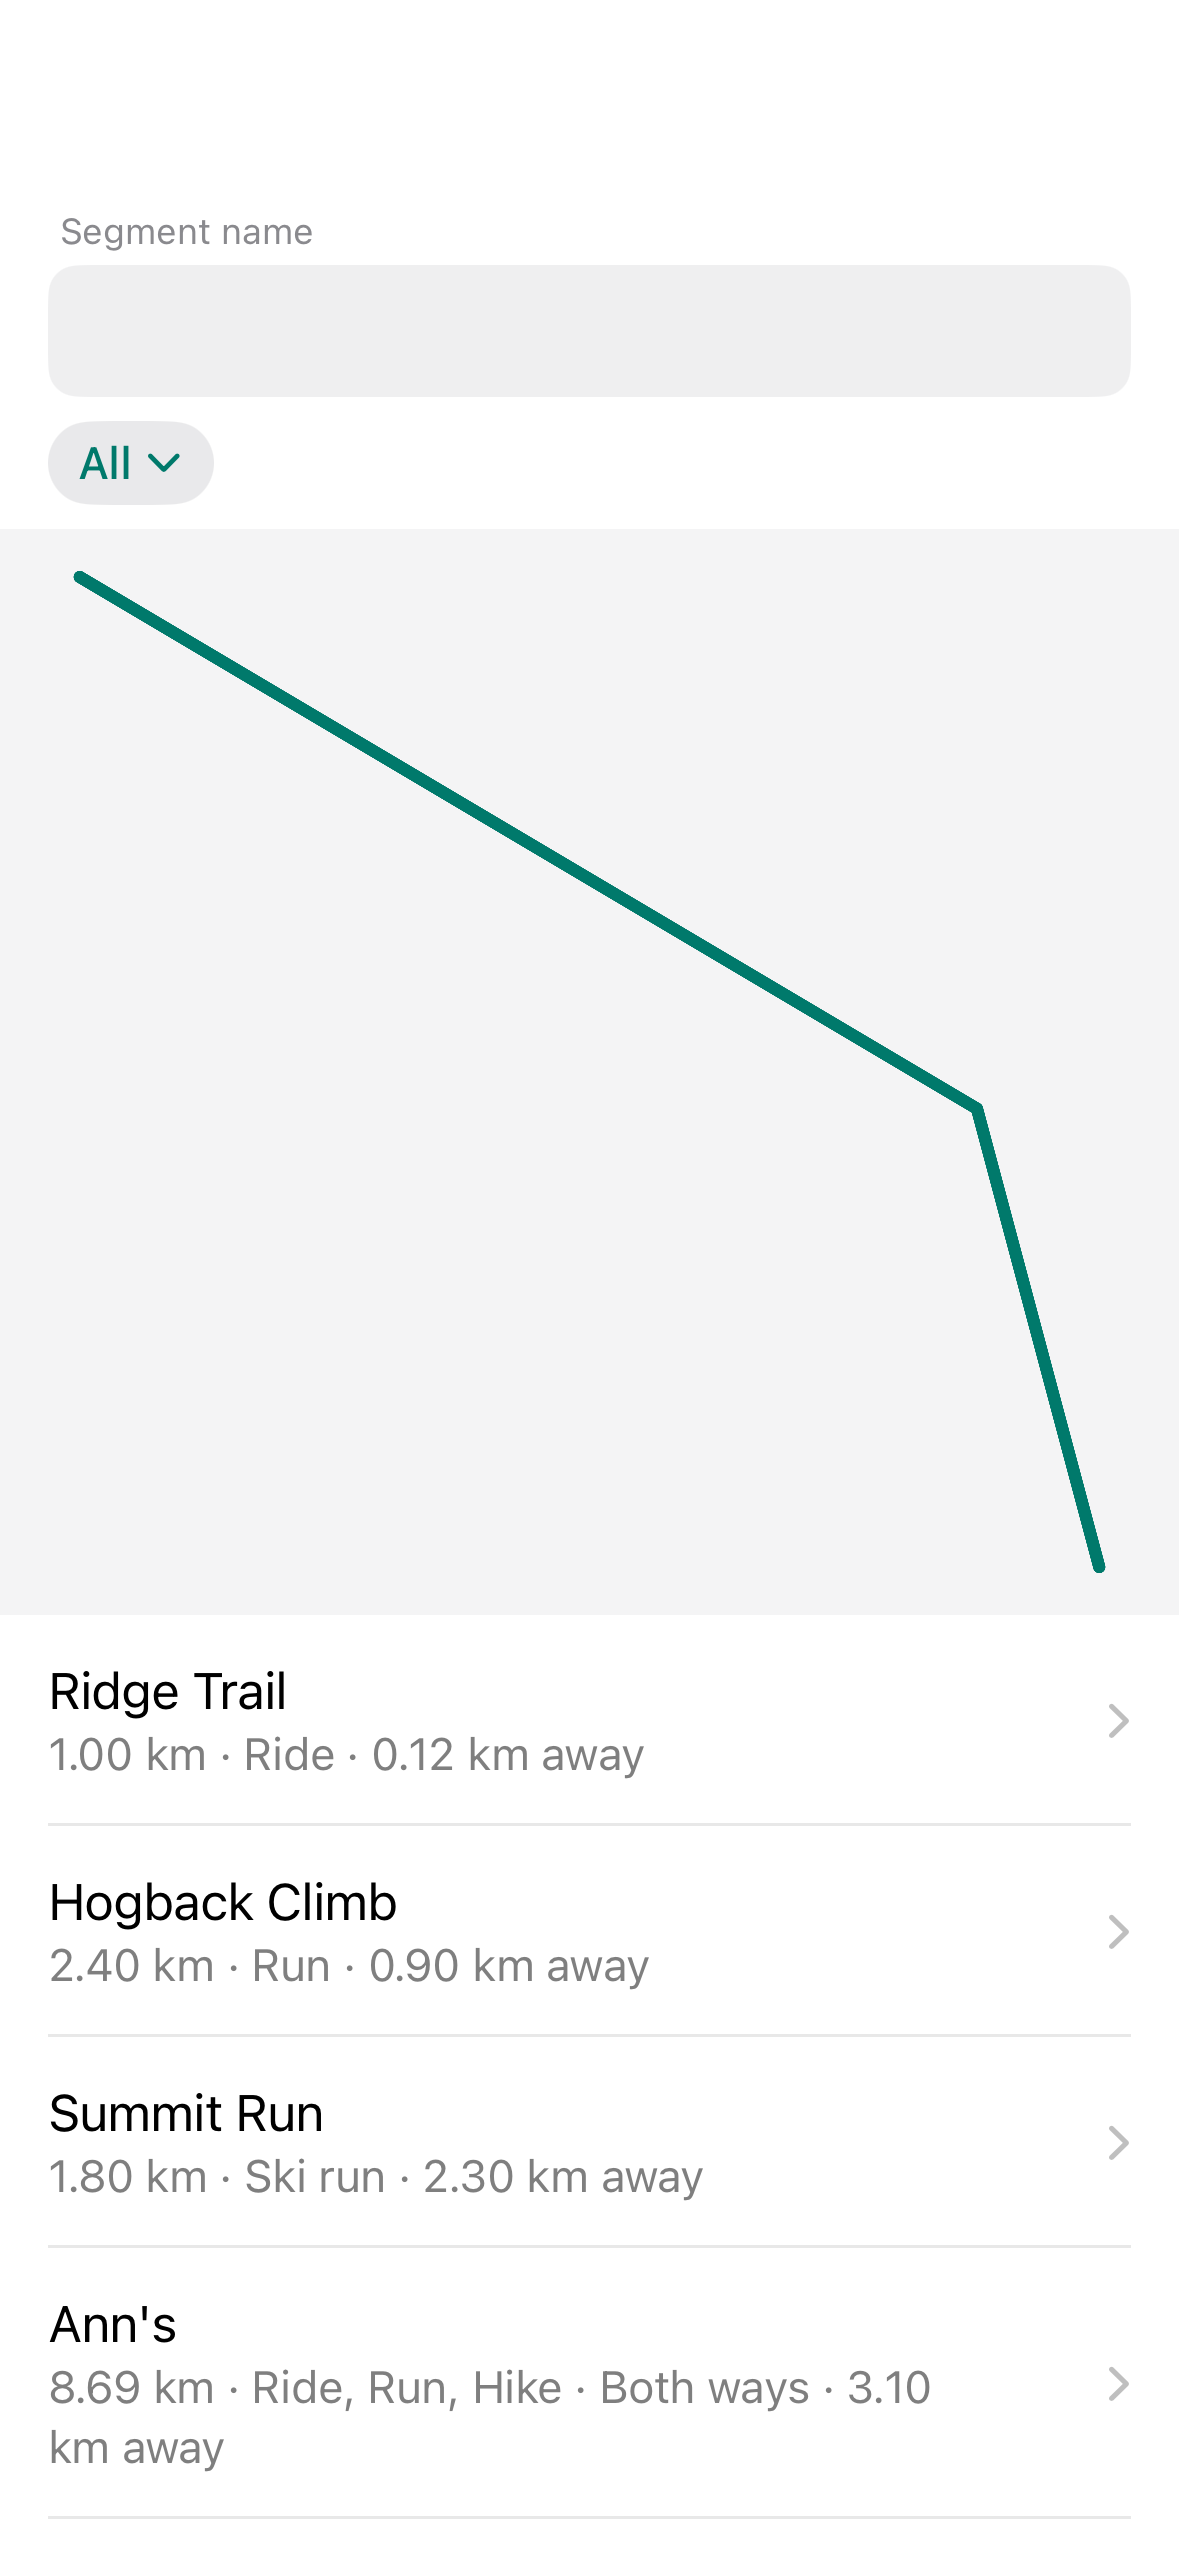 Segment name
All
Ridge Trail
1.00 km · Ride · 0.12 km away
Hogback Climb
2.40 km · Run · 0.90 km away
Summit Run
1.80 km · Ski run · 2.30 km away
Ann's
8.69 km · Ride, Run, Hike · Both ways · 3.10
km away